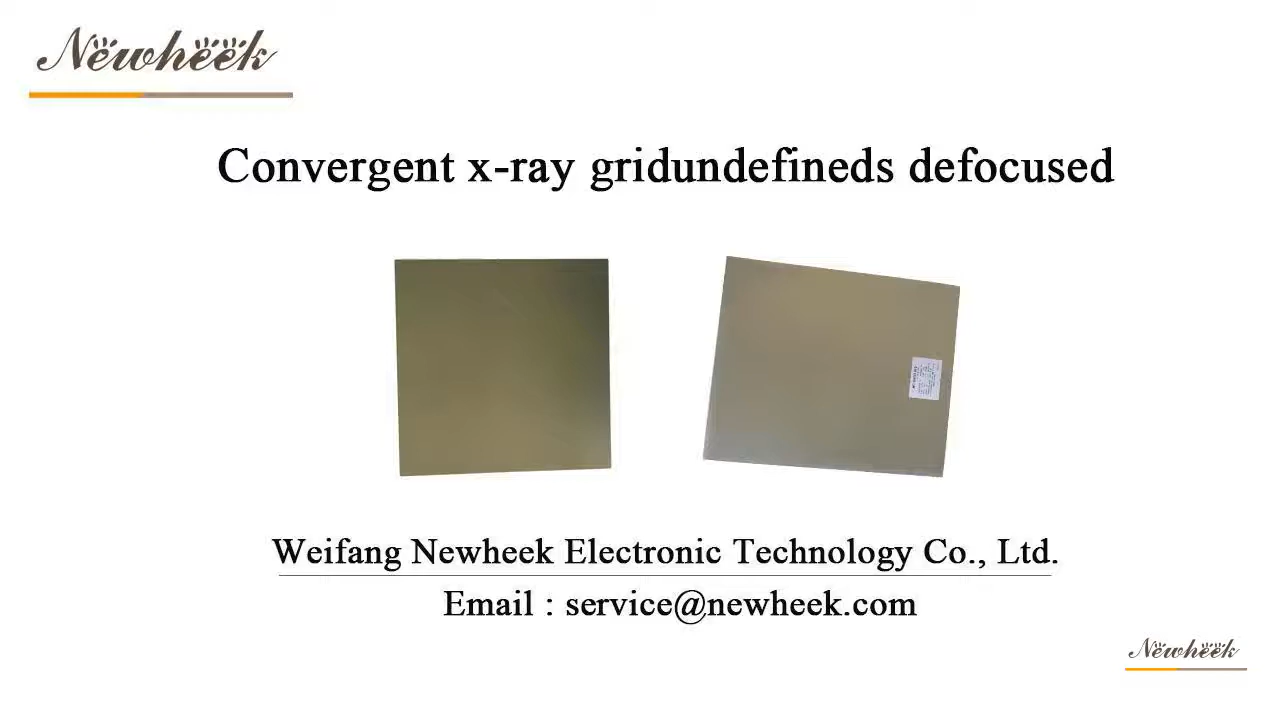 Newheek
Convergent x-ray gridundefineds defocused
Weifang Newheek Electronic Technology Co., Ltd.
Email : service@newheek.com
Newheek